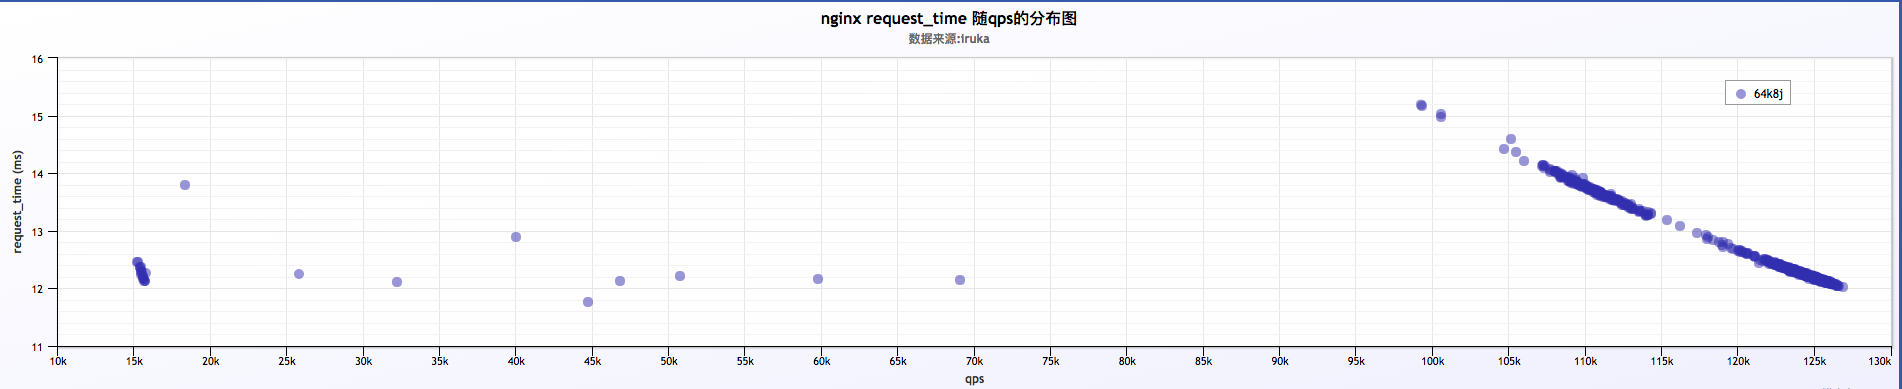 nginx request_time 随qps的分布图
数据来源:iruka
64k8j
request_time (ms)
16
15
14
13
12
11
10k 15k 20k 25k 30k 35k 40k 45k 50k 55k 60k 65k 70k 75k 80k 85k 90k 95k 100k 105k 110k 115k 120k 125k 130k
qps